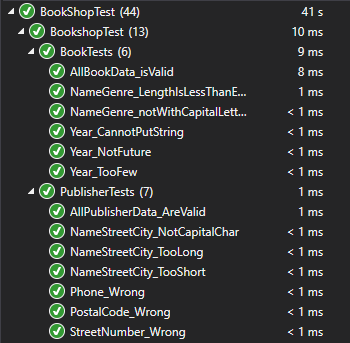 BookShopTest (44) 41 s
BookshopTest (13) 10 ms
BookTests (6) 9 ms
AllBookData_isValid 8 ms
NameGenre_LengthIsLessThanE... 1 ms
NameGenre_notWithCapitalLett... < 1 ms
Year_CannotPutString < 1 ms
Year_NotFuture < 1 ms
Year_TooFew < 1 ms
PublisherTests (7) 1 ms
AllPublisherData_AreValid 1 ms
NameStreetCity_NotCapitalChar < 1 ms
NameStreetCity_TooLong < 1 ms
NameStreetCity_TooShort < 1 ms
Phone_Wrong < 1 ms
PostalCode_Wrong < 1 ms
StreetNumber_Wrong < 1 ms